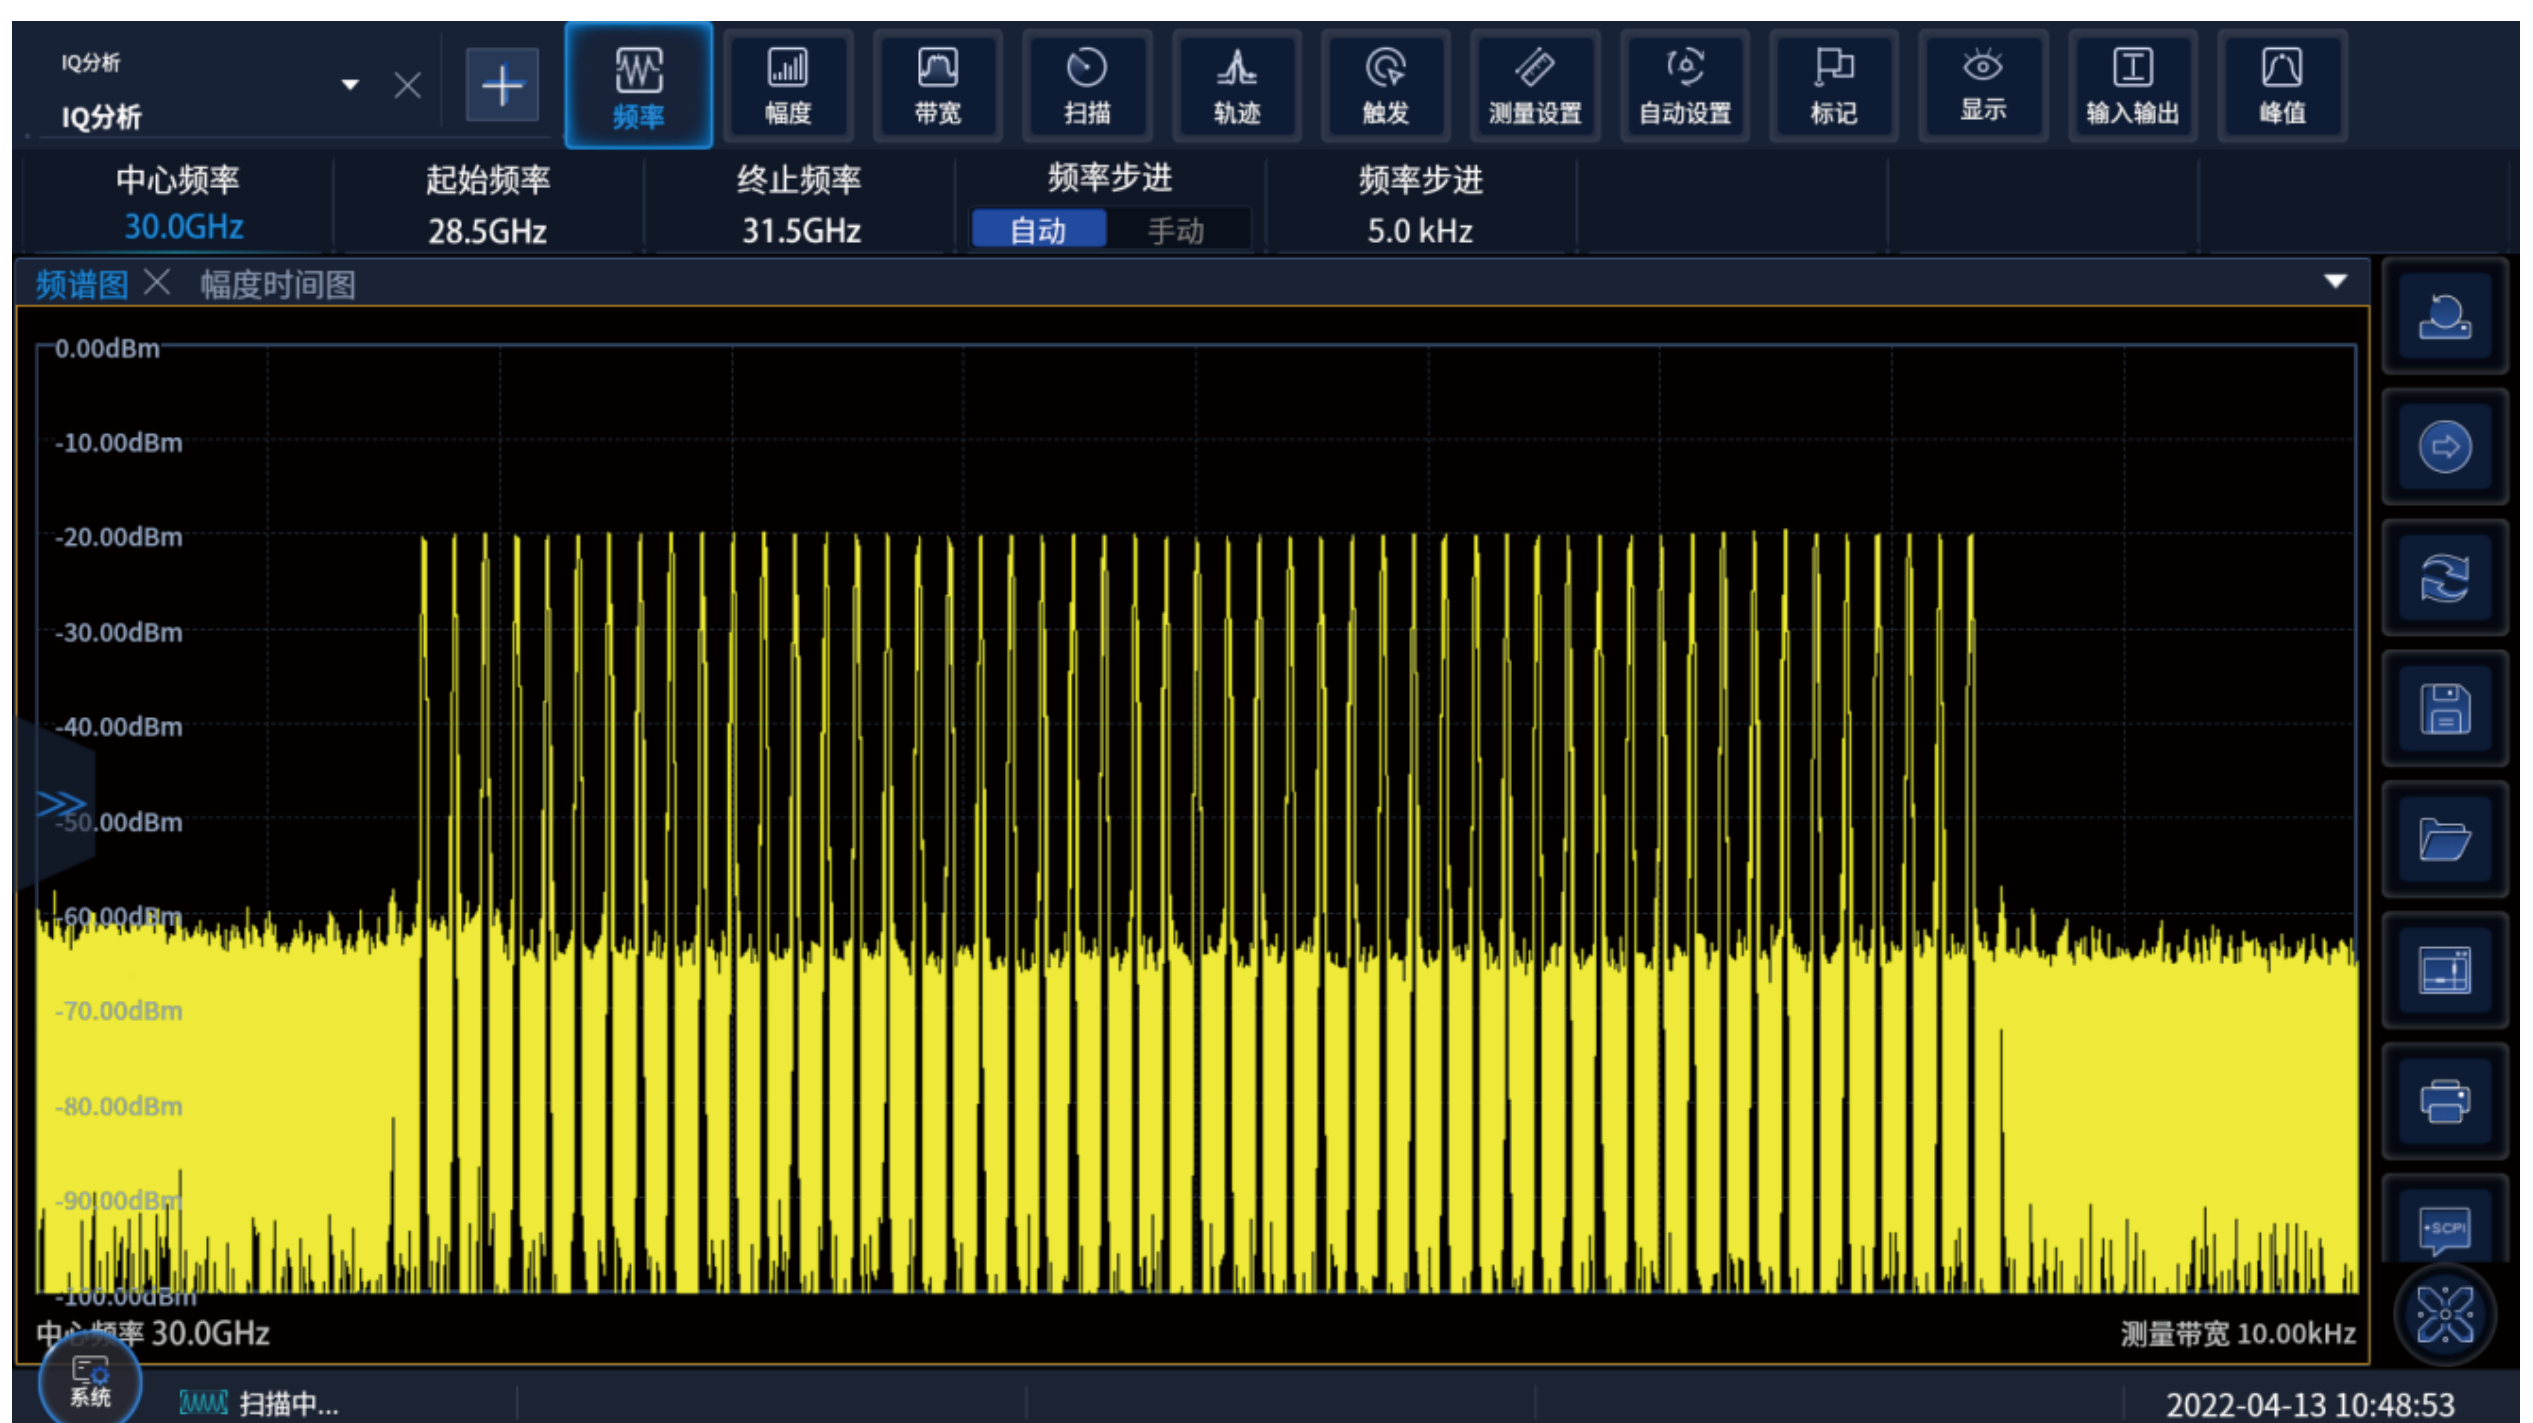 IQ分析
IQ分析
频率
幅度
带宽
扫描
轨迹
触发
测量设置
自动设置
标记
显示
输入输出
峰值
中心频率
30.0GHz
起始频率
28.5GHz
终止频率
31.5GHz
频率步进
自动 手动
频率步进
5.0 kHz
频谱图 幅度时间图
0.00dBm
-10.00dBm
-20.00dBm
-30.00dBm
-40.00dBm
-50.00dBm
-60.00dBm
-70.00dBm
-80.00dBm
-90.00dBm
-100.00dBm
中心频率 30.0GHz
测量带宽 10.00kHz
•SCPI
系统
扫描中...
2022-04-13 10:48:53